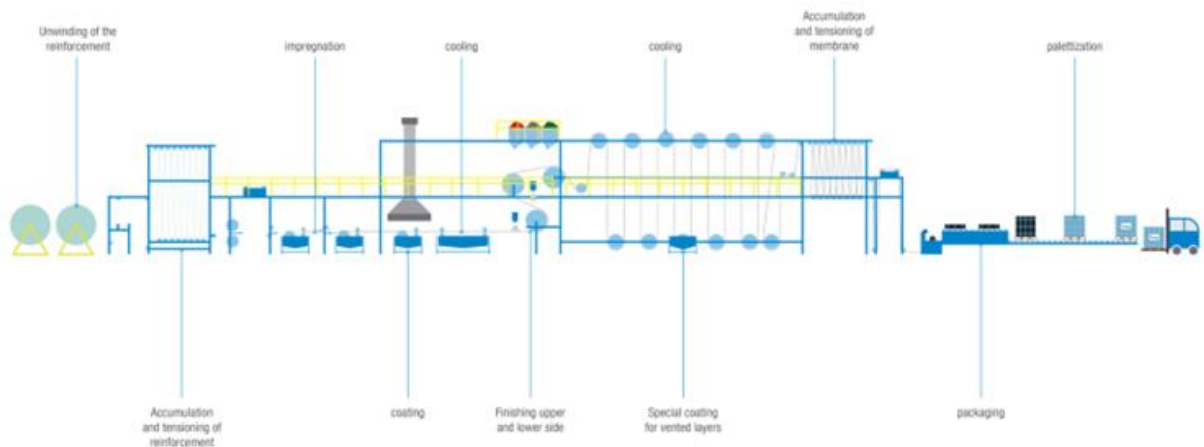 Unwinding of the
reinforcement
impregnation
cooling
cooling
Accumulation
and tensioning of
membrane
palettization
Accumulation
and tensioning of
reinforcement
coating
Finishing upper
and lower side
Special coating
for vented layers
packaging